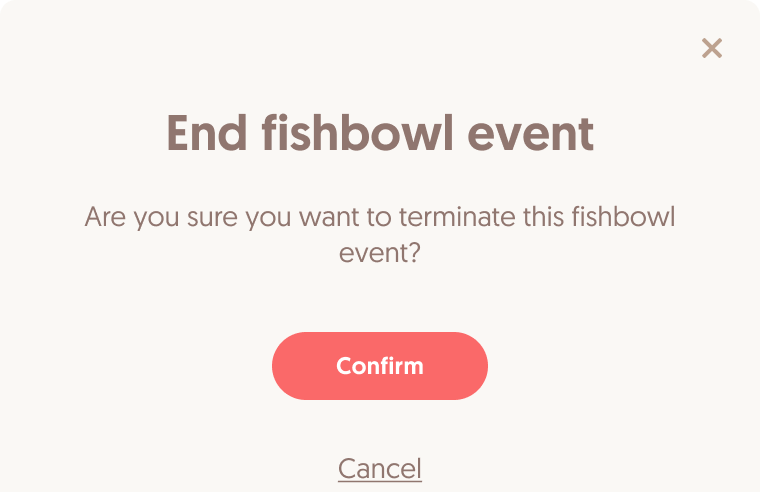 End fishbowl event
Are you sure you want to terminate this fishbowl
event?
Confirm
Cancel